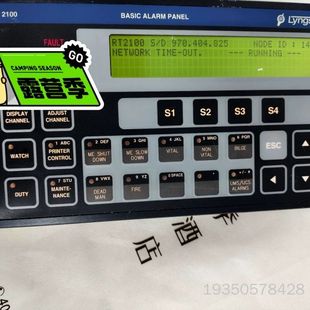 2100
BASIC ALARM PANEL
Lyngs
FAULT
RT2100 S/D 970.404.825 NODE ID : 14
NETWORK TIME-OUT. -- RUNNING --
GO
CAMPING SEASON
露营季
S1
S2
S3
S4
DISPLAY CHANNEL
ADJUST CHANNEL
WATCH
1 ABC
PRINTER CONTROL
2 DEF
ME SHUT DOWN
3 GHI
ME SLOW DOWN
4 JKL
VITAL
5 MNO
NON VITAL
6 PQR
BILGE
ESC
DUTY
7 STU
MAINTE-NANCE
8 VWX
DEAD MAN
9 YZ
FIRE
0 SPACE
+/-
UMS/UCS ALARMS
酒
店
19350578428